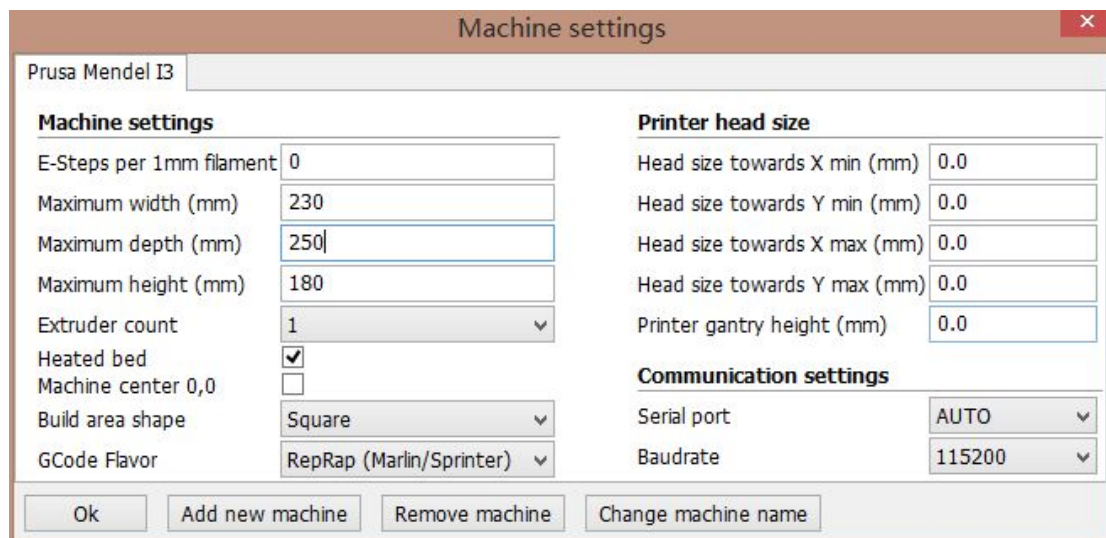 Machine settings
Prusa Mendel I3
Machine settings
E-Steps per 1mm filament 0
Maximum width (mm) 230
Maximum depth (mm) 250
Maximum height (mm) 180
Extruder count 1
Heated bed
Machine center 0,0
Build area shape Square
GCode Flavor RepRap (Marlin/Sprinter)
Printer head size
Head size towards X min (mm) 0.0
Head size towards Y min (mm) 0.0
Head size towards X max (mm) 0.0
Head size towards Y max (mm) 0.0
Printer gantry height (mm) 0.0
Communication settings
Serial port AUTO
Baudrate 115200
Ok Add new machine Remove machine Change machine name